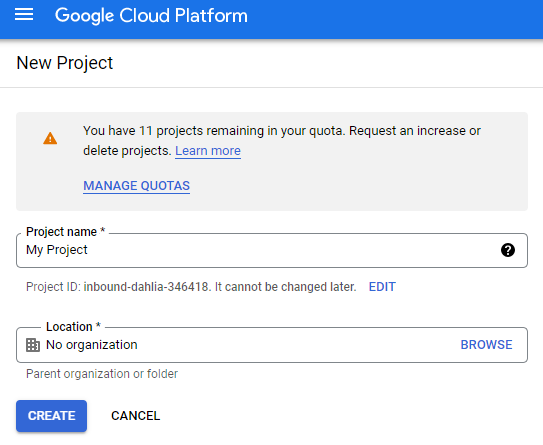 Google Cloud Platform
New Project
You have 11 projects remaining in your quota. Request an increase or
delete projects. Learn more
MANAGE QUOTAS
Project name *
My Project
Project ID: inbound-dahlia-346418. It cannot be changed later. EDIT
Location *
No organization BROWSE
Parent organization or folder
CREATE CANCEL